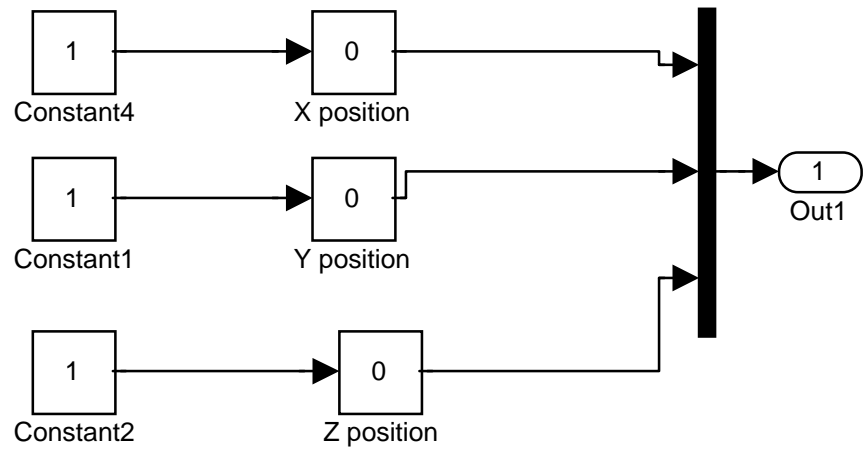 1
0
Constant4
X position
1
0
1
Constant1
Y position
Out1
1
0
Constant2
Z position